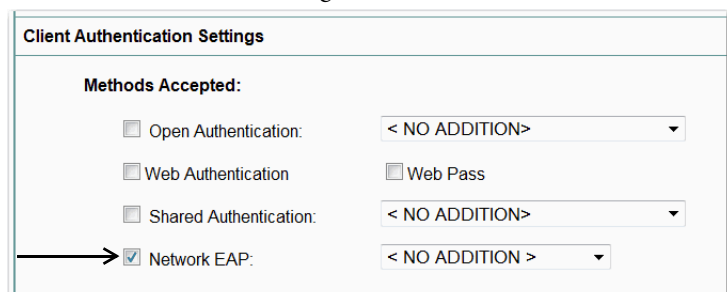 Client Authentication Settings
Methods Accepted:
Open Authentication: < NO ADDITION>
Web Authentication Web Pass
Shared Authentication: < NO ADDITION>
Network EAP: < NO ADDITION >